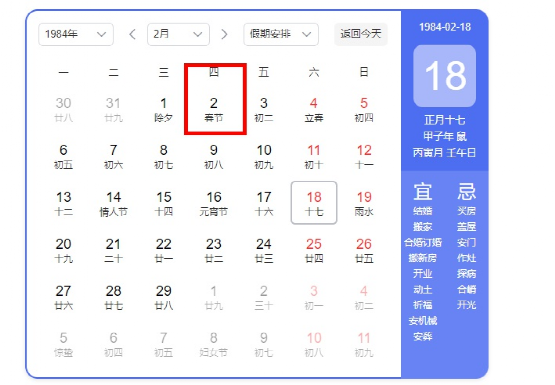 1984年 2月 假期安排 返回今天
一 二 三 四 五 六 日
30 31 1 2 3 4 5
廿八 廿九 除夕 春节 初二 立春 初四
6 7 8 9 10 11 12
初五 初六 初七 初八 初九 初十 十一
13 14 15 16 17 18 19
十二 情人节 十四 元宵节 十六 十七 雨水
20 21 22 23 24 25 26
十九 二十 廿一 廿二 廿三 廿四 廿五
27 28 29 1 2 3 4
廿六 廿七 廿八 廿九 三十 初一 初二
5 6 7 8 9 10 11
惊蛰 初四 初五 妇女节 初七 初八 初九
1984-02-18
18
正月十七
甲子年 鼠
丙寅月 壬午日
宜 忌
结婚 买房
搬家 盖屋
合婚订婚 安门
搬新房 作灶
开业 探病
动土 合帱
祈福 开光
安机械
安葬